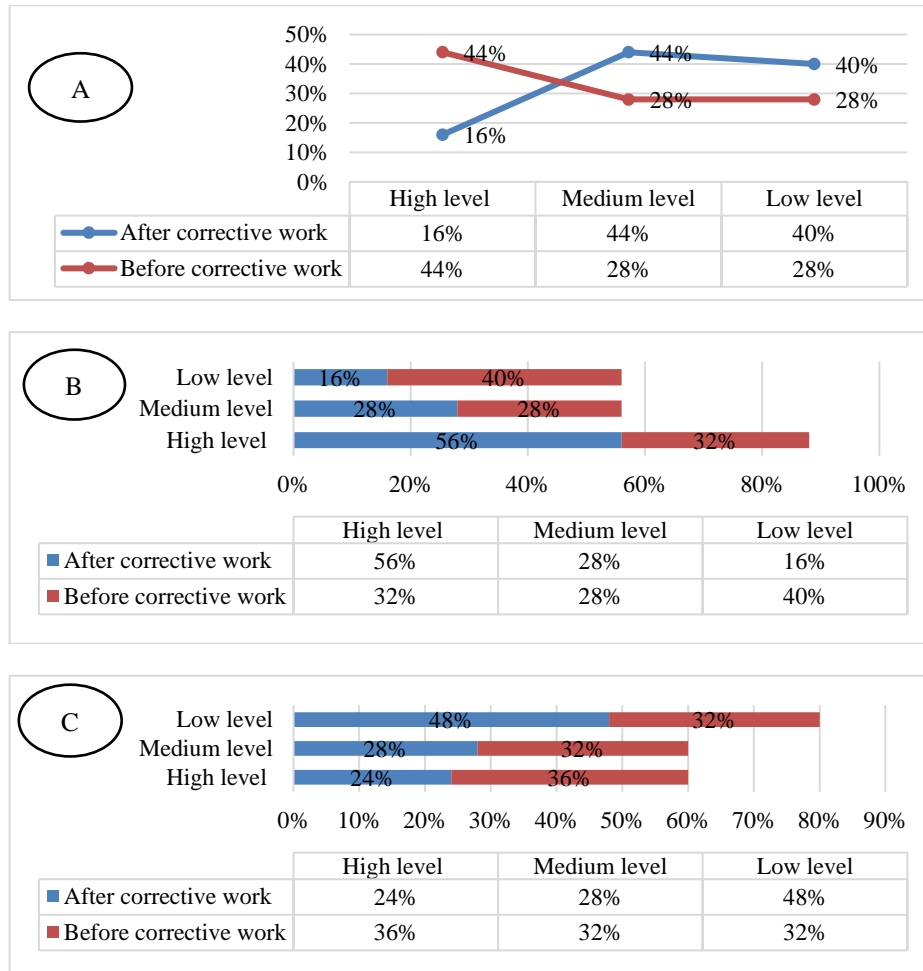 A
50%
40%
30%
20%
10%
0%
44%
44%
40%
28%
28%
16%
High level Medium level Low level
After corrective work 16% 44% 40%
Before corrective work 44% 28% 28%
B
Low level 16% 40%
Medium level 28% 28%
High level 56% 32%
0% 20% 40% 60% 80% 100%
High level Medium level Low level
After corrective work 56% 28% 16%
Before corrective work 32% 28% 40%
C
Low level 48% 32%
Medium level 28% 32%
High level 24% 36%
0% 10% 20% 30% 40% 50% 60% 70% 80% 90%
High level Medium level Low level
After corrective work 24% 28% 48%
Before corrective work 36% 32% 32%